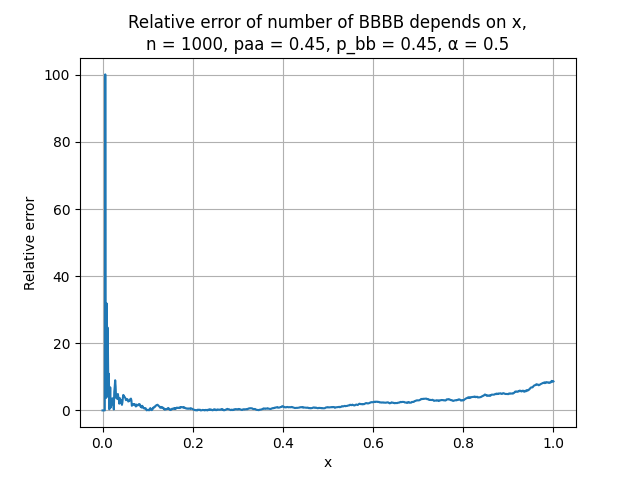 Relative error of number of BBBB depends on x,
n = 1000, paa = 0.45, p_bb = 0.45, α = 0.5
100
80
60
40
20
0
Relative error
0.0 0.2 0.4 0.6 0.8 1.0
x